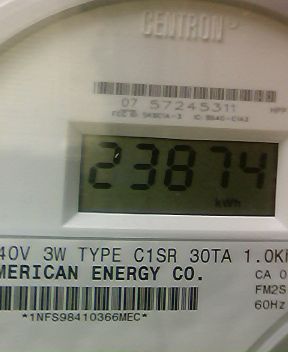 CENTRON
07 57245311
23874
kWh
40V 3W TYPE C1SR 30TA 1.0K
MERICAN ENERGY CO.
CA 0
FM2S
60Hz
*1NFS98410366MEC*